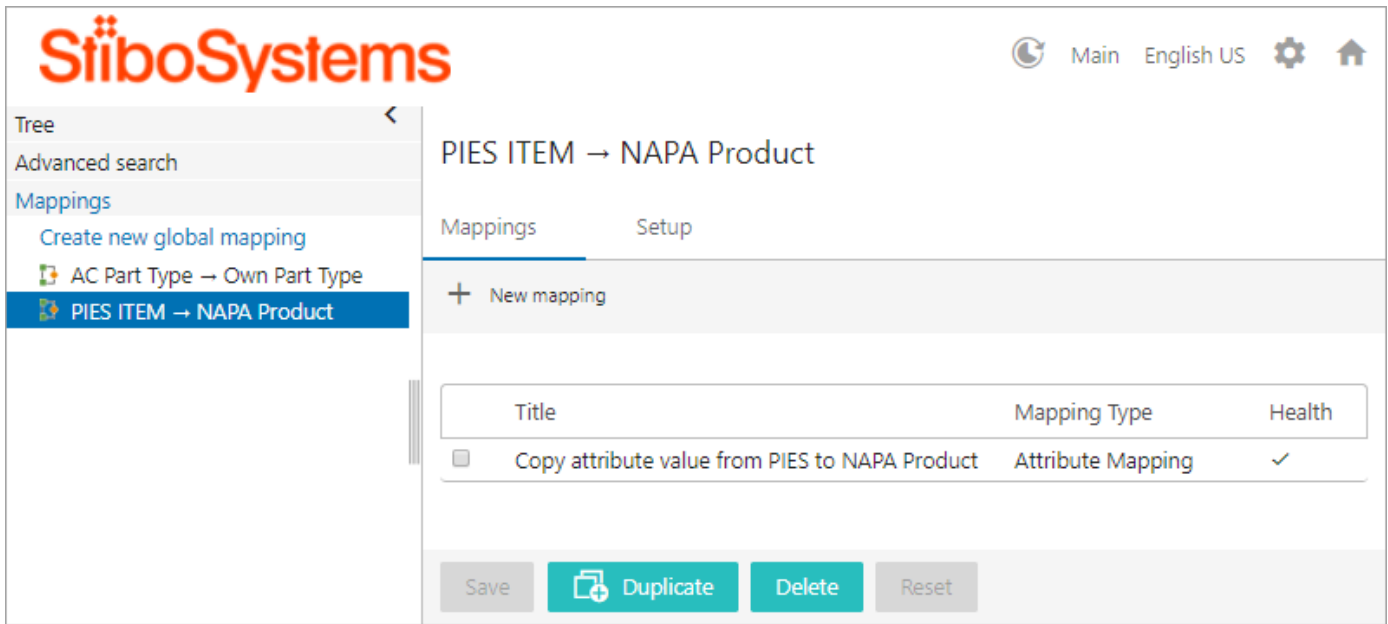 StiboSystems
Main English US
Tree
Advanced search
Mappings
Create new global mapping
AC Part Type → Own Part Type
PIES ITEM → NAPA Product
PIES ITEM → NAPA Product
Mappings Setup
+ New mapping
Title Mapping Type Health
Copy attribute value from PIES to NAPA Product Attribute Mapping ✓
Save Duplicate Delete Reset